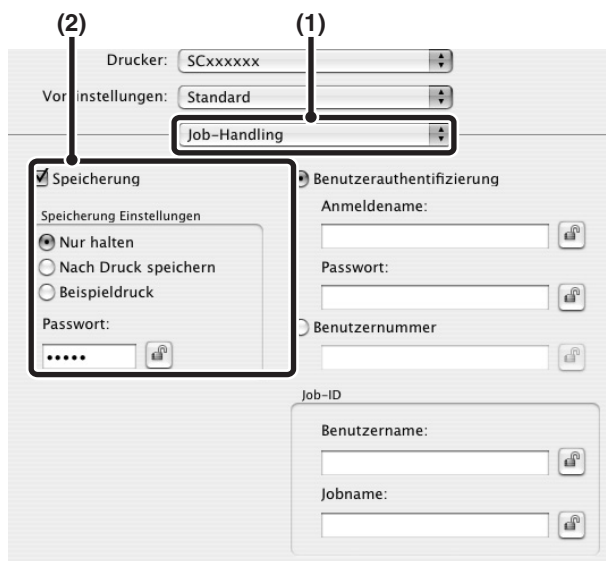 (2) (1)
Drucker: SCxxxxxx
Voreinstellungen: Standard
Job-Handling
Speicherung
Speicherung Einstellungen
Nur halten
Nach Druck speichern
Beispieldruck
Passwort:
•••••
Benutzerauthentifizierung
Anmeldename:
Passwort:
Benutzernummer
Job-ID
Benutzername:
Jobname: